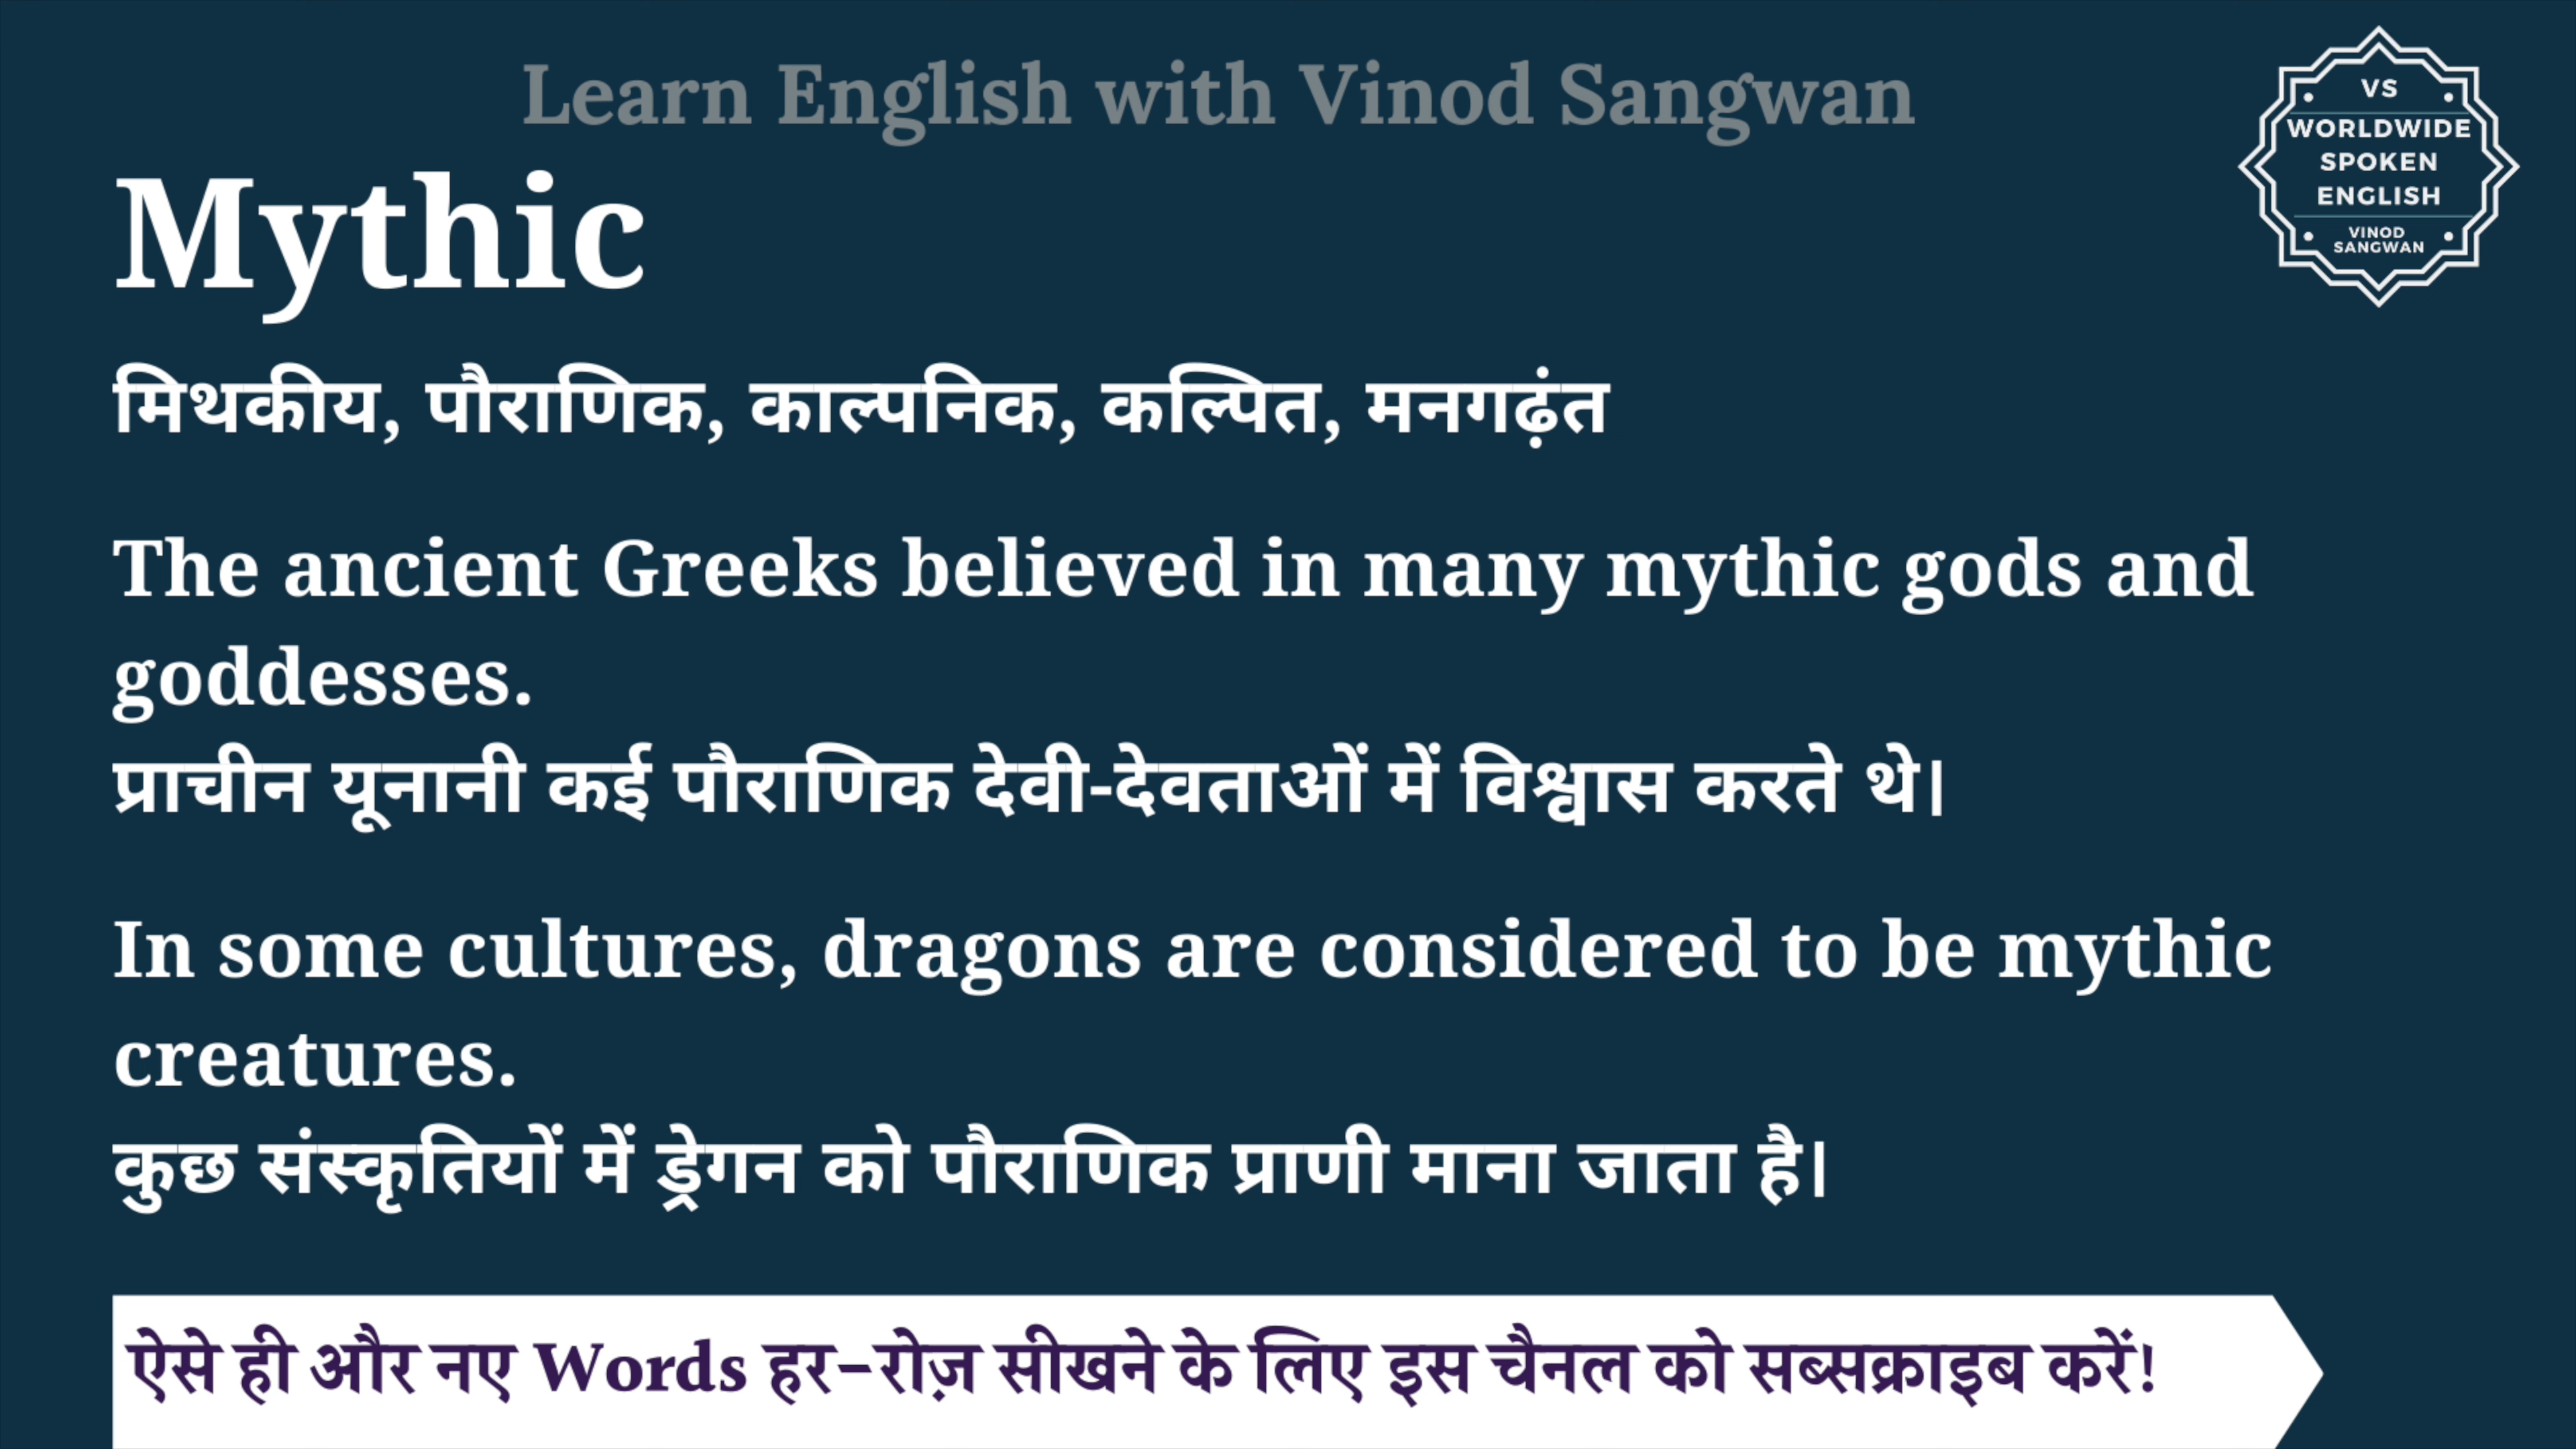 Learn English with Vinod Sangwan
VS
WORLDWIDE
SPOKEN
ENGLISH
VINOD
SANGWAN
Mythic
मिथकीय, पौराणिक, काल्पनिक, कल्पित, मनगढ़ंत
The ancient Greeks believed in many mythic gods and
goddesses.
प्राचीन यूनानी कई पौराणिक देवी-देवताओं में विश्वास करते थे।
In some cultures, dragons are considered to be mythic
creatures.
कुछ संस्कृतियों में ड्रेगन को पौराणिक प्राणी माना जाता है।
ऐसे ही और नए Words हर–रोज़ सीखने के लिए इस चैनल को सब्सक्राइब करें!